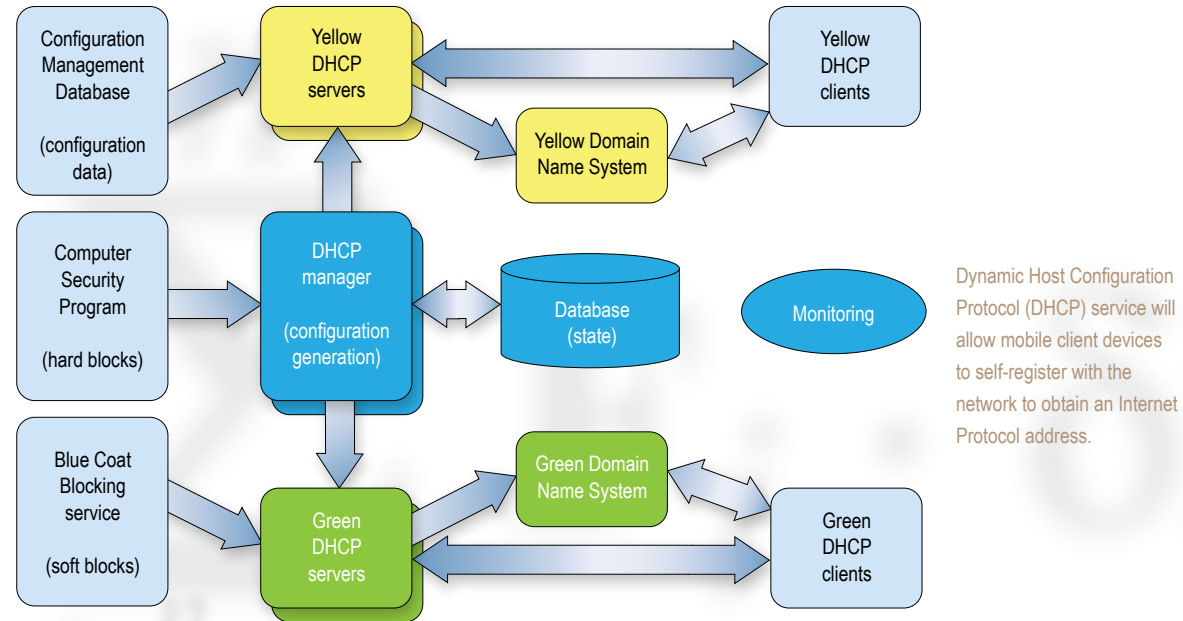 Configuration
Management
Database
(configuration
data)
Yellow
DHCP
servers
Yellow
DHCP
clients
Yellow Domain
Name System
Computer
Security
Program
(hard blocks)
DHCP
manager
(configuration
generation)
Database
(state)
Monitoring
Dynamic Host Configuration
Protocol (DHCP) service will
allow mobile client devices
to self-register with the
network to obtain an Internet
Protocol address.
Blue Coat
Blocking
service
(soft blocks)
Green
DHCP
servers
Green Domain
Name System
Green
DHCP
clients